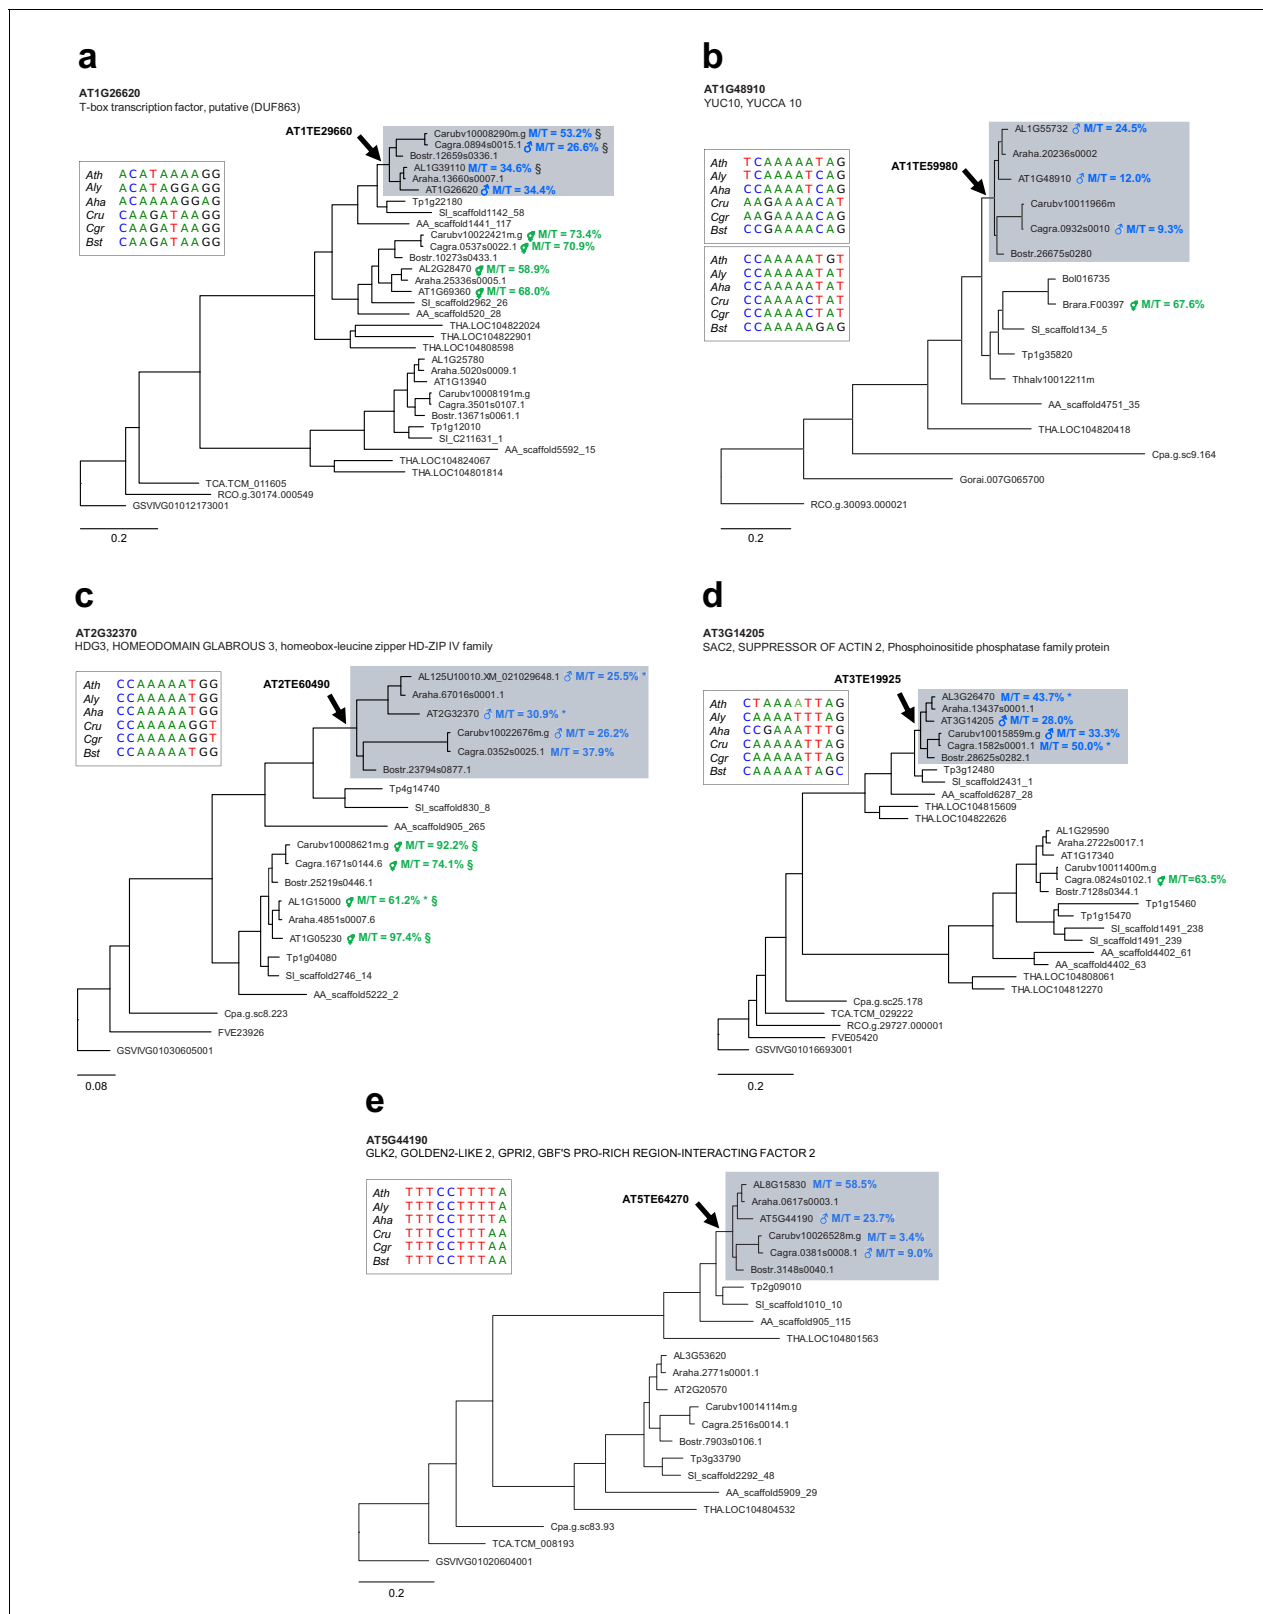 a
AT1G26620
T-box transcription factor, putative (DUF863)
AT1TE29660
Ath ACATAAAAGG
Aly ACATAGGAGG
Aha ACAAAAGGAG
Cru CAAGATAAGG
Cgr CAAGATAAGG
Bst CAAGATAAGG
Carubv10008290m.g M/T = 53.2% §
Cagra.0894s0015.1 ♂ M/T = 26.6% §
Bostr.12659s0336.1
AL1G39110 M/T = 34.6% §
Araha.13660s0007.1
AT1G26620 ♂ M/T = 34.4%
Tp1g22180
SI_scaffold1142_58
AA_scaffold1441_117
Carubv10022421m.g ⚥ M/T = 73.4%
Cagra.0537s0022.1 ⚥ M/T = 70.9%
Bostr.10273s0433.1
AL2G28470 ⚥ M/T = 58.9%
Araha.25336s0005.1
AT1G69360 ⚥ M/T = 68.0%
SI_scaffold2962_26
AA_scaffold520_28
THA.LOC104822024
THA.LOC104822901
THA.LOC104808598
AL1G25780
Araha.5020s0009.1
AT1G13940
Carubv10008191m.g
Cagra.3501s0107.1
Bostr.13671s0061.1
Tp1g12010
SI_C211631_1
AA_scaffold5592_15
THA.LOC104824067
THA.LOC104801814
TCA.TCM_011605
RCO.g.30174.000549
GSVIVG01012173001
0.2
b
AT1G48910
YUC10, YUCCA 10
AT1TE59980
Ath TCAAAAATAG
Aly TCAAAATCAG
Aha CCAAAATCAG
Cru AAGAAAACAT
Cgr AAGAAAACAT
Bst CCGAAAACAG
Ath CCAAAAATGT
Aly CCAAAAATAT
Aha CCAAAAATAT
Cru CCAAAACTAT
Cgr CCAAAACTAT
Bst CCAAAAAGAG
AL1G55732 ♂ M/T = 24.5%
Araha.20236s0002
AT1G48910 ♂ M/T = 12.0%
Carubv10011966m
Cagra.0932s0010 ♂ M/T = 9.3%
Bostr.26675s0280
Bol016735
Brara.F00397 ⚥ M/T = 67.6%
SI_scaffold134_5
Tp1g35820
Thhalv10012211m
AA_scaffold4751_35
THA.LOC104820418
Cpa.g.sc9.164
Gorai.007G065700
RCO.g.30093.000021
0.2
c
AT2G32370
HDG3, HOMEODOMAIN GLABROUS 3, homeobox-leucine zipper HD-ZIP IV family
AT2TE60490
Ath CCAAAAATGG
Aly CCAAAAATGG
Aha CCAAAAATGG
Cru CCAAAAAGGT
Cgr CCAAAAAGGT
Bst CCAAAAATGG
AL125U10010.XM_021029648.1 ♂ M/T = 25.5% *
Araha.67016s0001.1
AT2G32370 ♂ M/T = 30.9% *
Carubv10022676m.g ♂ M/T = 26.2%
Cagra.0352s0025.1 M/T = 37.9%
Bostr.23794s0877.1
Tp4g14740
SI_scaffold830_8
AA_scaffold905_265
Carubv10008621m.g ⚥ M/T = 92.2% §
Cagra.1671s0144.6 ⚥ M/T = 74.1% §
Bostr.25219s0446.1
AL1G15000 ⚥ M/T = 61.2% * §
Araha.4851s0007.6
AT1G05230 ⚥ M/T = 97.4% §
Tp1g04080
SI_scaffold2746_14
AA_scaffold5222_2
Cpa.g.sc8.223
FVE23926
GSVIVG01030605001
0.08
d
AT3G14205
SAC2, SUPPRESSOR OF ACTIN 2, Phosphoinositide phosphatase family protein
AT3TE19925
Ath CTAAAATTAG
Aly CAAAATTTAG
Aha CCGAAATTTG
Cru CAAAAATTAG
Cgr CAAAAATTAG
Bst CAAAAATAGC
AL3G26470 M/T = 43.7% *
Araha.13437s0001.1
AT3G14205 ♂ M/T = 28.0%
Carubv10015859m.g ♂ M/T = 33.3%
Cagra.1582s0001.1 M/T = 50.0% *
Bostr.28625s0282.1
Tp3g12480
SI_scaffold2431_1
AA_scaffold6287_28
THA.LOC104815609
THA.LOC104822626
AL1G29590
Araha.2722s0017.1
AT1G17340
Carubv10011400m.g
Cagra.0824s0102.1 ⚥ M/T=63.5%
Bostr.7128s0344.1
Tp1g15460
Tp1g15470
SI_scaffold1491_238
SI_scaffold1491_239
AA_scaffold4402_61
AA_scaffold4402_63
THA.LOC104808061
THA.LOC104812270
Cpa.g.sc25.178
TCA.TCM_029222
RCO.g.29727.000001
FVE05420
GSVIVG01016693001
0.2
e
AT5G44190
GLK2, GOLDEN2-LIKE 2, GPRI2, GBF'S PRO-RICH REGION-INTERACTING FACTOR 2
AT5TE64270
Ath TTTCCTTTTA
Aly TTTCCTTTTA
Aha TTTCCTTTTA
Cru TTTCCTTTAA
Cgr TTTCCTTTAA
Bst TTTCCTTTAA
AL8G15830 M/T = 58.5%
Araha.0617s0003.1
AT5G44190 ♂ M/T = 23.7%
Carubv10026528m.g M/T = 3.4%
Cagra.0381s0008.1 ♂ M/T = 9.0%
Bostr.3148s0040.1
Tp2g09010
SI_scaffold1010_10
AA_scaffold905_115
THA.LOC104801563
AL3G53620
Araha.2771s0001.1
AT2G20570
Carubv10014114m.g
Cagra.2516s0014.1
Bostr.7903s0106.1
Tp3g33790
SI_scaffold2292_48
AA_scaffold5909_29
THA.LOC104804532
Cpa.g.sc83.93
TCA.TCM_008193
GSVIVG01020604001
0.2